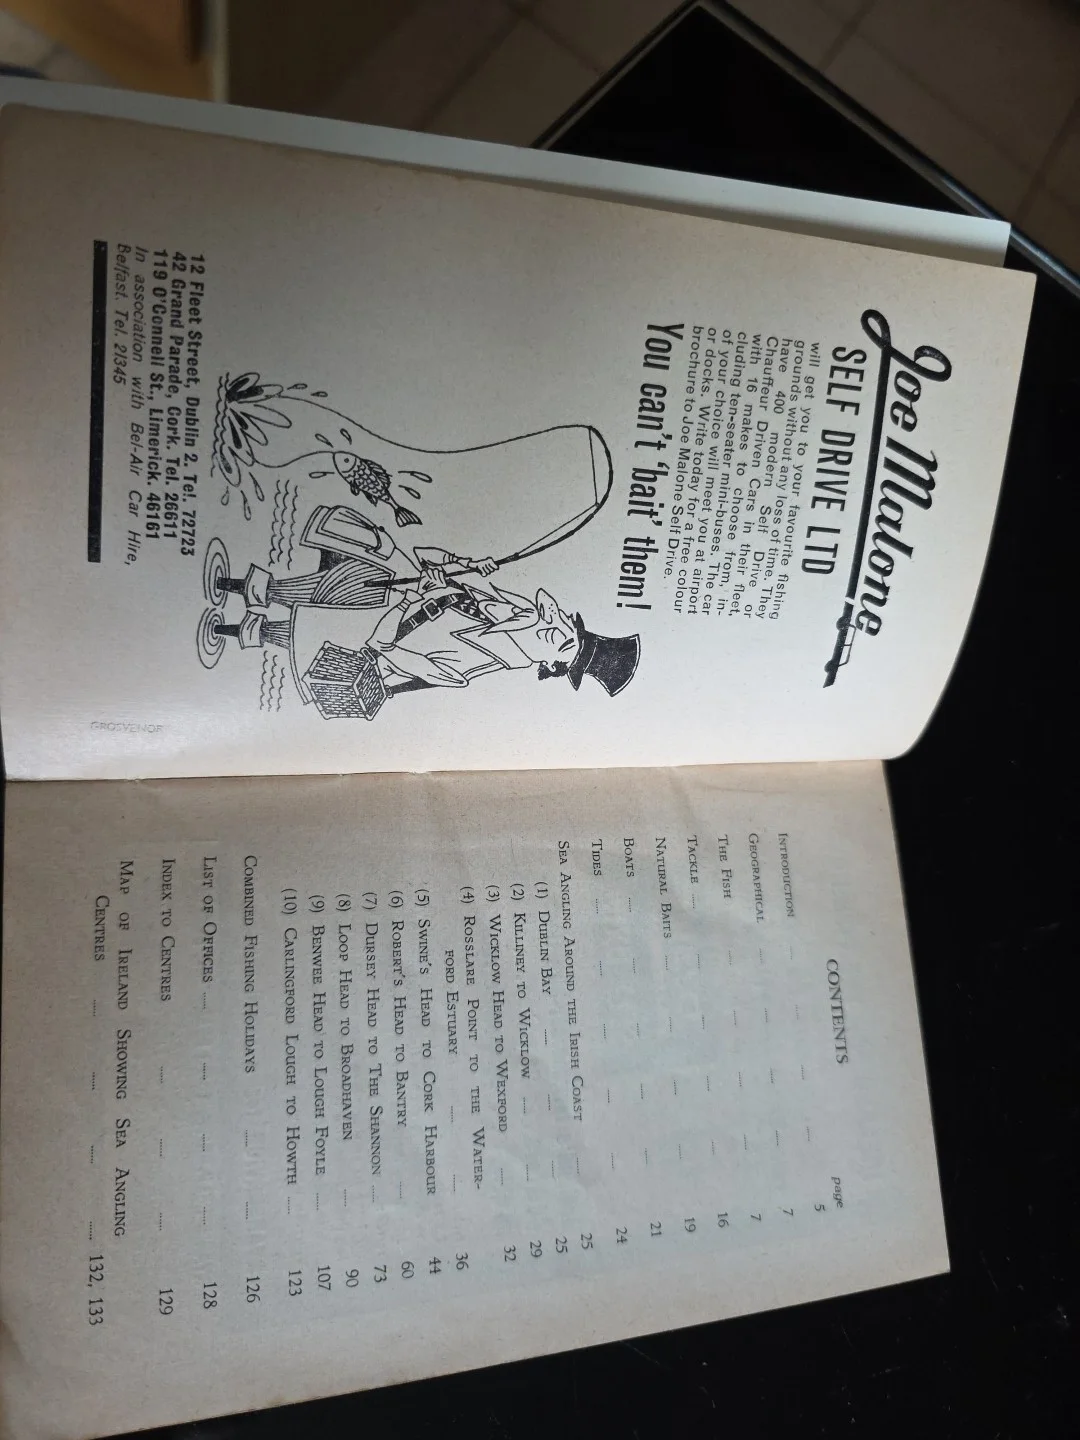 Joe Malone
SELF DRIVE LTD
will get you to your favourite fishing
grounds without any loss of time. They
have 400 modern Self Drive or
Chauffeur Driven Cars in their fleet,
with 16 makes to choose from, in-
cluding ten-seater mini-buses. The car
of your choice will meet you at airport
or docks. Write today for a free colour
brochure to Joe Malone Self Drive.
You can't 'bait' them!
12 Fleet Street, Dublin 2. Tel. 72723
42 Grand Parade, Cork. Tel. 26611
119 O'Connell St., Limerick. 46161
In association with Bel-Air Car Hire,
Belfast. Tel. 21345
GROSVENOR
CONTENTS
page
INTRODUCTION ...... 5
GEOGRAPHICAL ...... 7
THE FISH ...... 7
TACKLE ...... 16
NATURAL BAITS ...... 19
BOATS ...... 21
TIDES ...... 24
SEA ANGLING AROUND THE IRISH COAST ...... 25
(1) DUBLIN BAY ...... 25
(2) KILLINEY TO WICKLOW ...... 29
(3) WICKLOW HEAD TO WEXFORD ...... 32
(4) ROSSLARE POINT TO THE WATER-
FORD ESTUARY ...... 36
(5) SWINE'S HEAD TO CORK HARBOUR 44
(6) ROBERT'S HEAD TO BANTRY ...... 60
(7) DURSEY HEAD TO THE SHANNON ...... 73
(8) LOOP HEAD TO BROADHAVEN ...... 90
(9) BENWEE HEAD TO LOUGH FOYLE ...... 107
(10) CARLINGFORD LOUGH TO HOWTH ...... 123
COMBINED FISHING HOLIDAYS ...... 126
LIST OF OFFICES ...... 128
INDEX TO CENTRES ...... 129
MAP OF IRELAND SHOWING SEA ANGLING
CENTRES ...... 132, 133